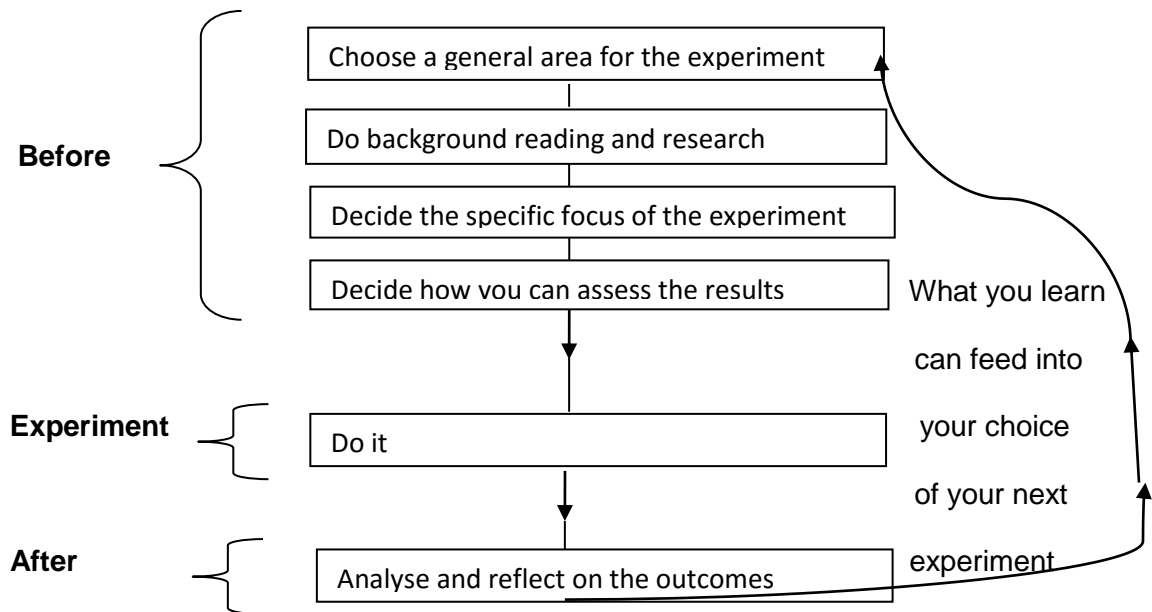 Choose a general area for the experiment
Do background reading and research
Before
Decide the specific focus of the experiment
Decide how you can assess the results
What you learn
can feed into
your choice
of your next
experiment
Experiment
Do it
After
Analyse and reflect on the outcomes